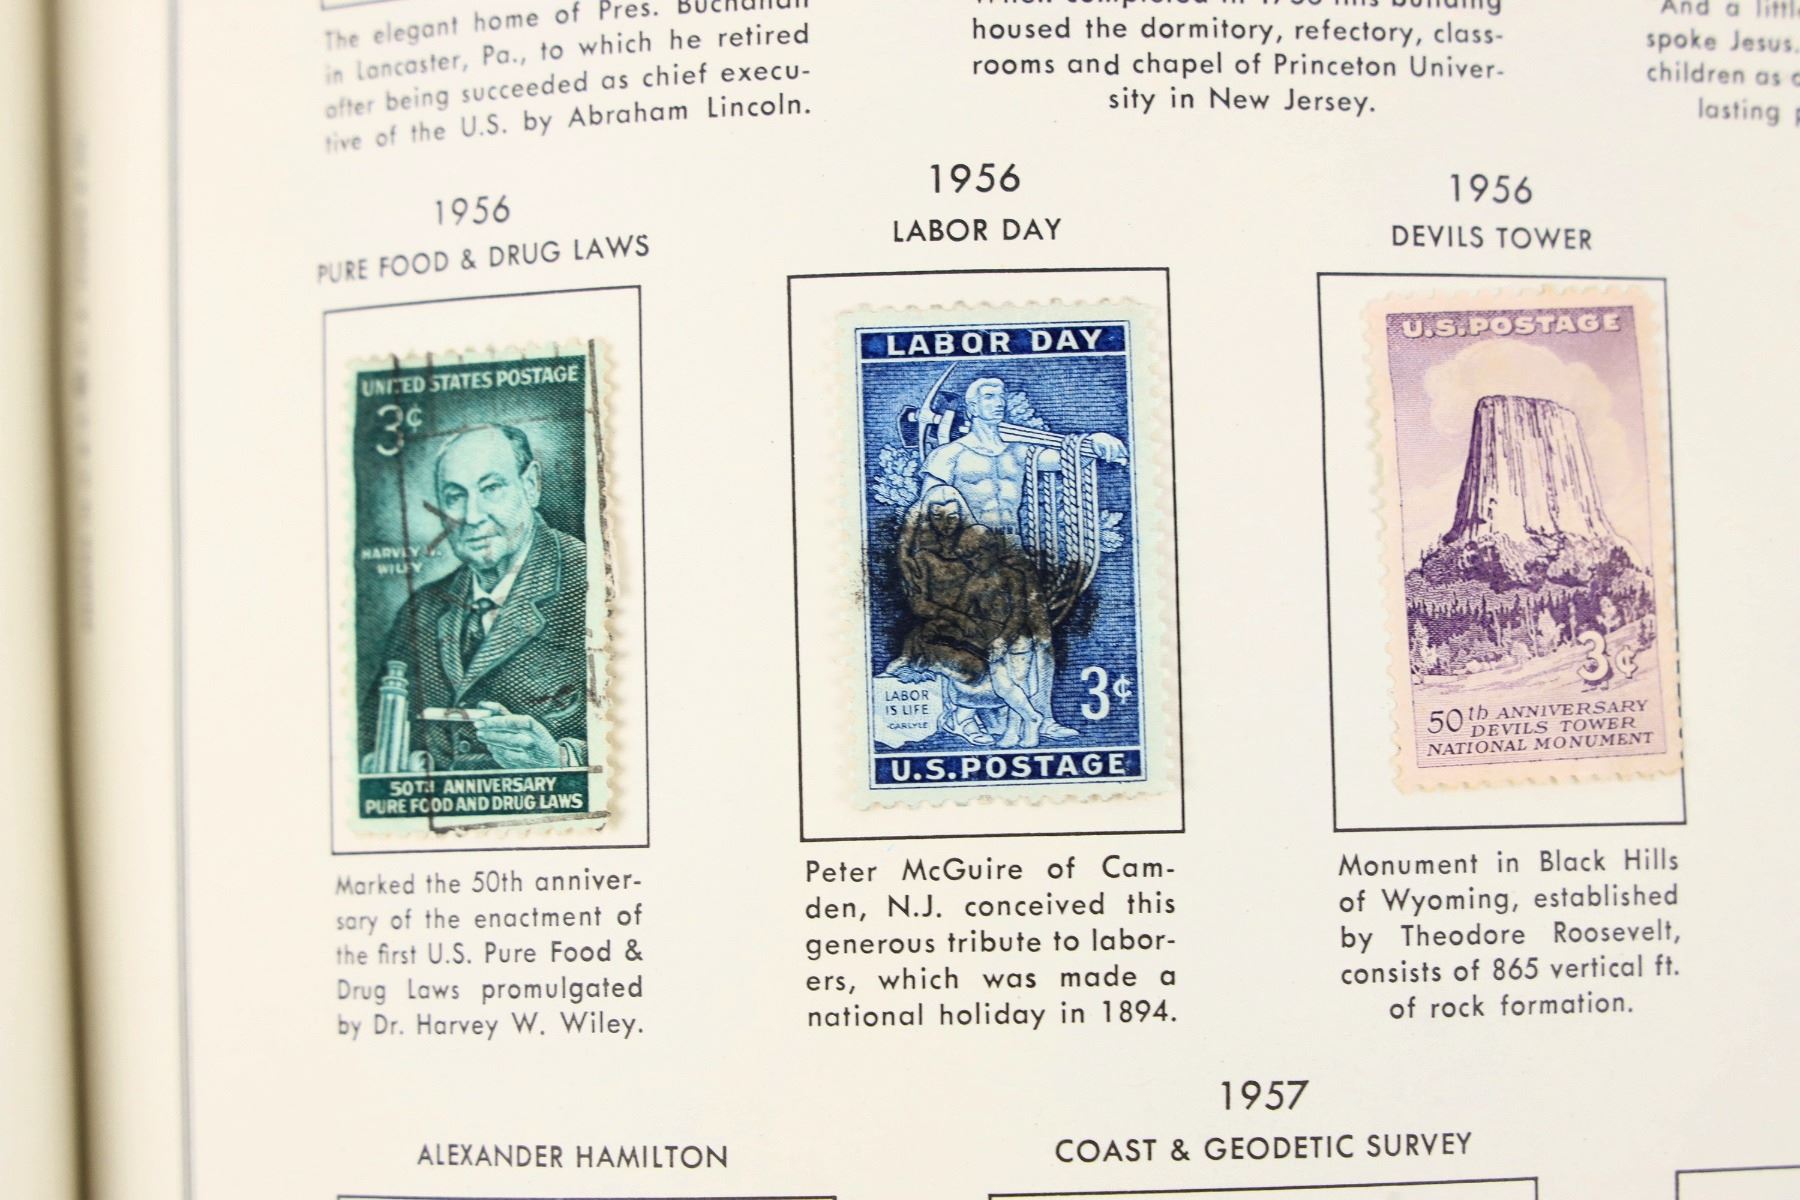 The elegant home of Pres. Buchanan
in Lancaster, Pa., to which he retired
after being succeeded as chief execu-
tive of the U.S. by Abraham Lincoln.
housed the dormitory, refectory, class-
rooms and chapel of Princeton Univer-
sity in New Jersey.
"And a little
spoke Jesus.
children as
lasting
1956
PURE FOOD & DRUG LAWS
UNITED STATES POSTAGE
3¢
HARVEY W.
WILEY
50TH ANNIVERSARY
PURE FOOD AND DRUG LAWS
Marked the 50th anniver-
sary of the enactment of
the first U.S. Pure Food &
Drug Laws promulgated
by Dr. Harvey W. Wiley.
1956
LABOR DAY
LABOR DAY
LABOR
IS LIFE
-CARLYLE
3¢
U.S.POSTAGE
Peter McGuire of Cam-
den, N.J. conceived this
generous tribute to labor-
ers, which was made a
national holiday in 1894.
1956
DEVILS TOWER
U.S.POSTAGE
3¢
50th ANNIVERSARY
DEVILS TOWER
NATIONAL MONUMENT
Monument in Black Hills
of Wyoming, established
by Theodore Roosevelt,
consists of 865 vertical ft.
of rock formation.
ALEXANDER HAMILTON
1957
COAST & GEODETIC SURVEY